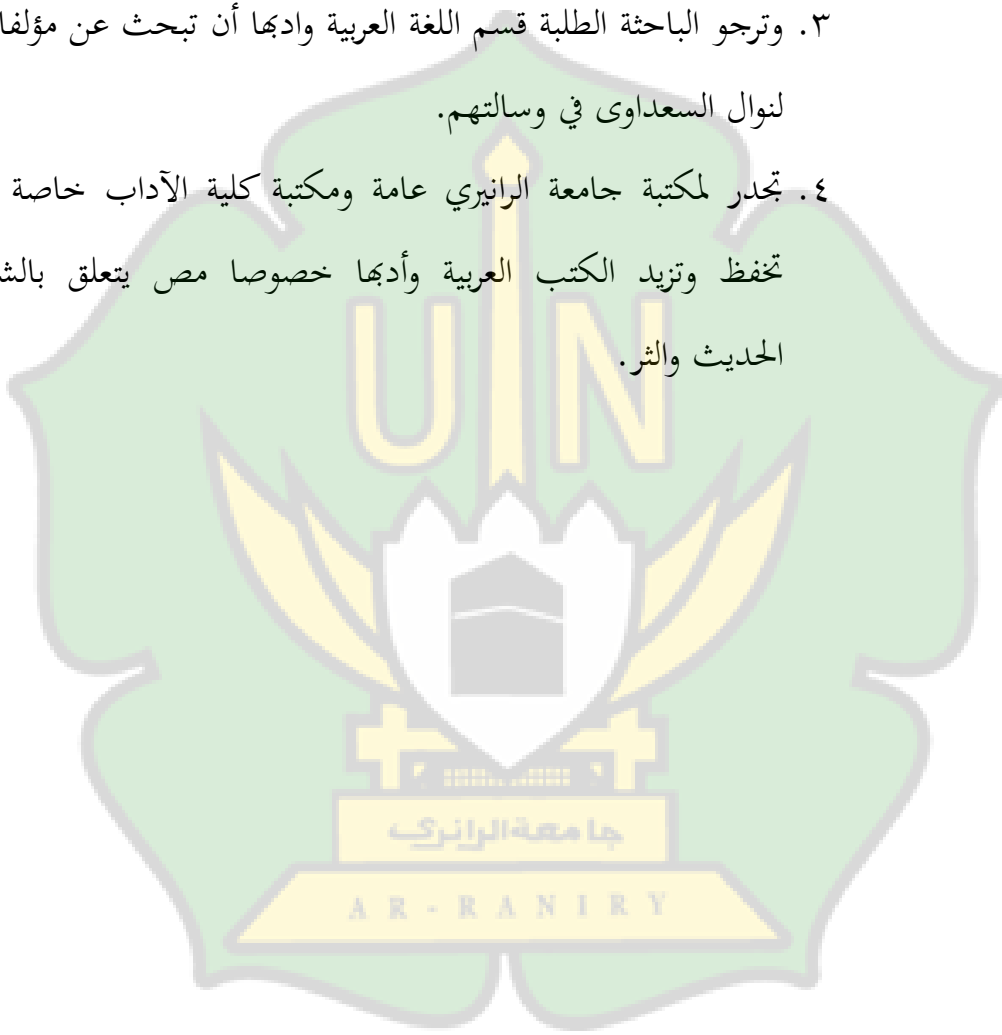 ٣. وترجو الباحثة الطلبة قسم اللغة العربية وادبها أن تبحث عن مؤلفا
لنوال السعداوى في وسالتهم.
٤. تجدر لمكتبة جامعة الرانيري عامة ومكتبة كلية الآداب خاصة
تخفظ وتزيد الكتب العربية وأدبها خصوصا مص يتعلق بالش
الحديث والثر.
UIN
جامعة الرانري
AR-RANIRY